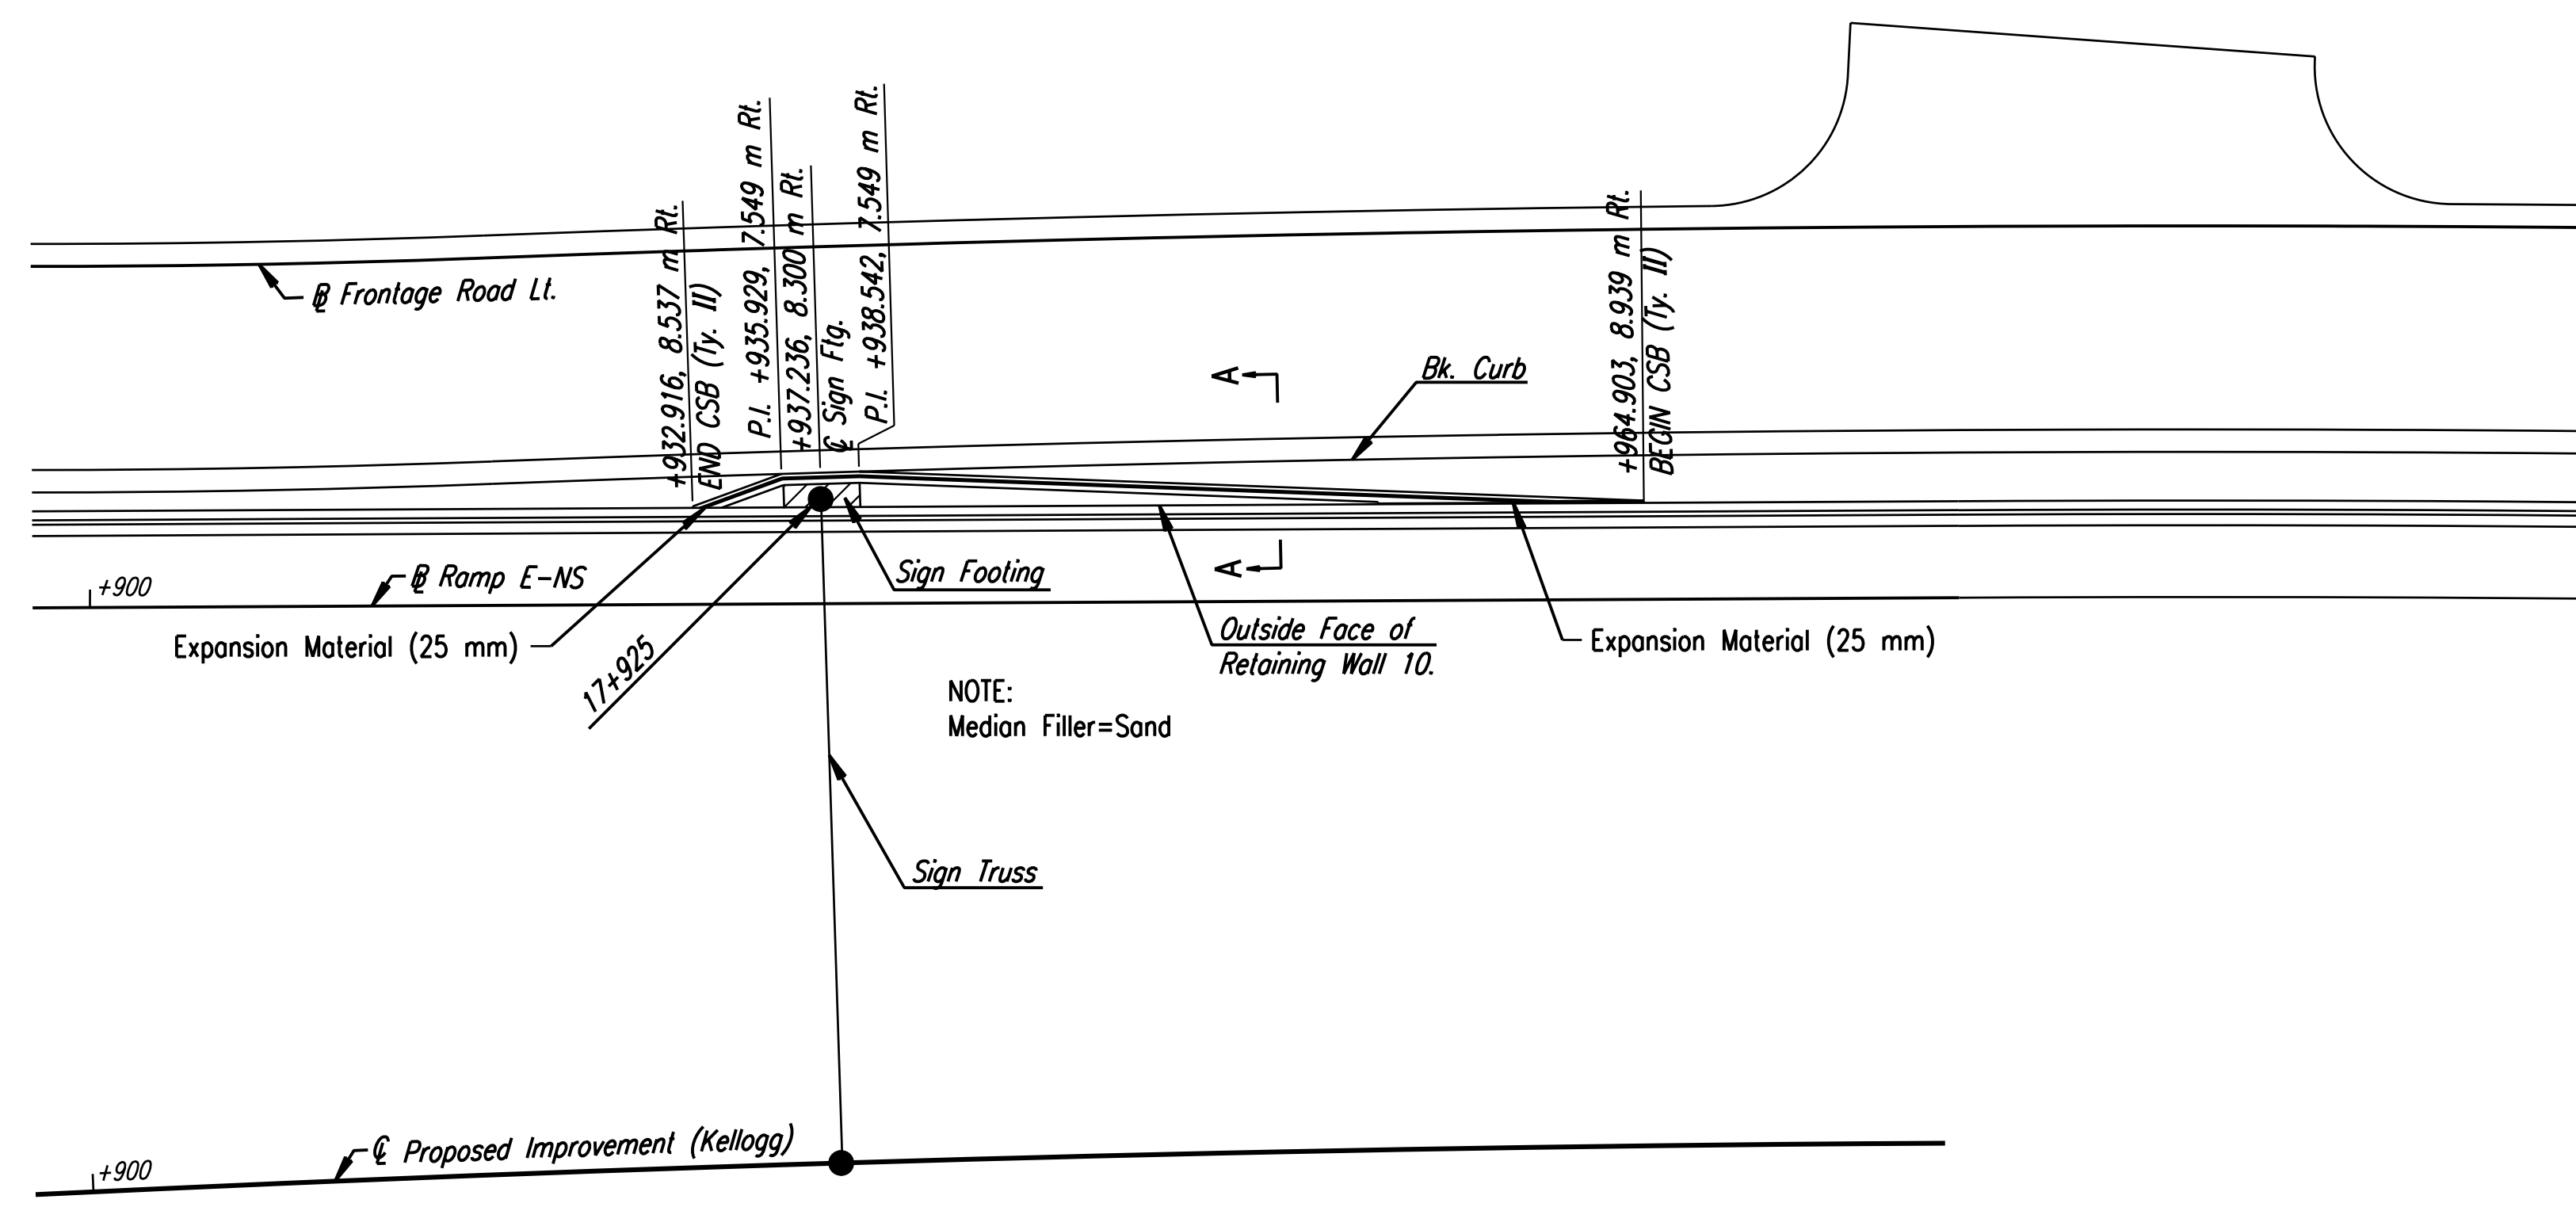 +932.916, 8.537 m Rt.
END CSB (Ty. II)
P.I. +935.929, 7.549 m Rt.
+937.236, 8.300 m Rt.
℄ Sign Ftg.
P.I. +938.542, 7.549 m Rt.
+964.903, 8.939 m Rt.
BEGIN CSB (Ty. II)
Frontage Road Lt.
A
Bk. Curb
A
Sign Footing
+900
Ramp E-NS
Expansion Material (25 mm)
17+925
Outside Face of
Retaining Wall 10.
Expansion Material (25 mm)
NOTE:
Median Filler=Sand
Sign Truss
℄ Proposed Improvement (Kellogg)
+900